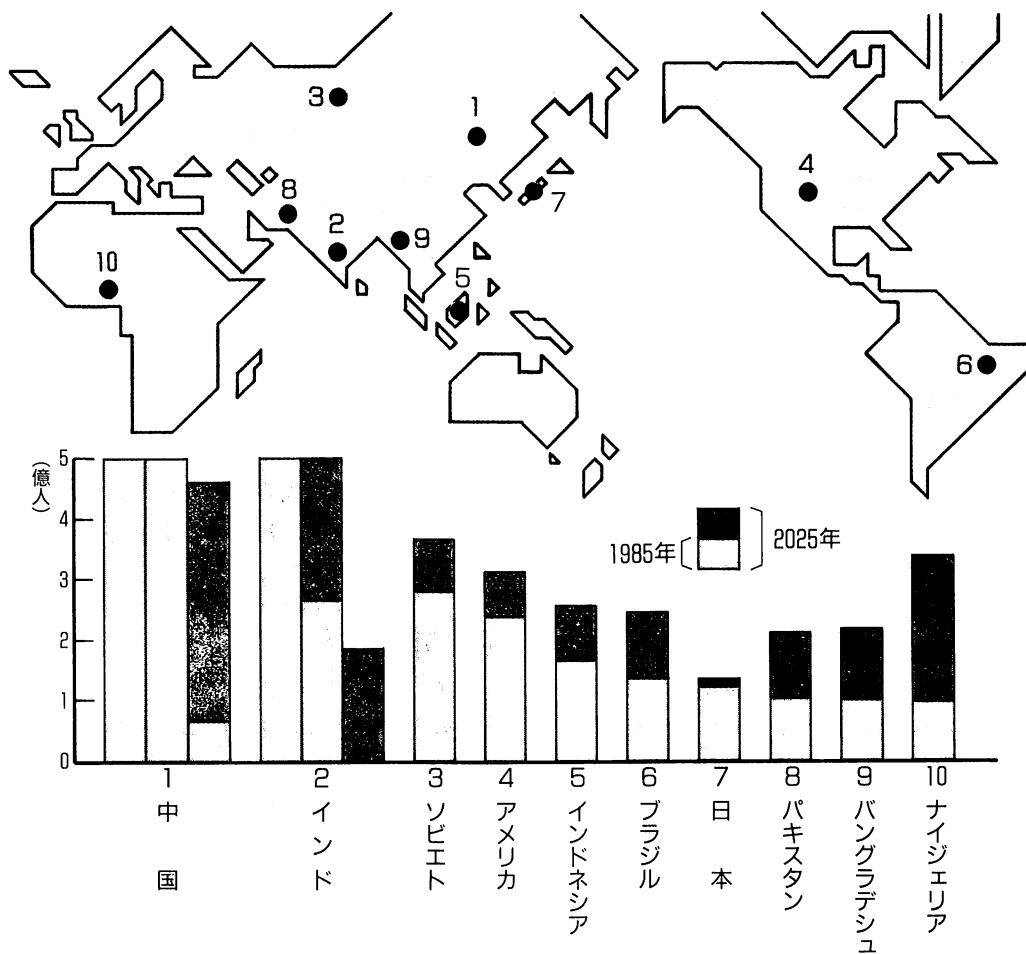 3
1
4
7
8
2
9
10
5
6
(億人)
5
4
3
2
1
0
1985年
2025年
1 中国
2 インド
3 ソビエト
4 アメリカ
5 インドネシア
6 ブラジル
7 日本
8 パキスタン
9 バングラデシュ
10 ナイジェリア